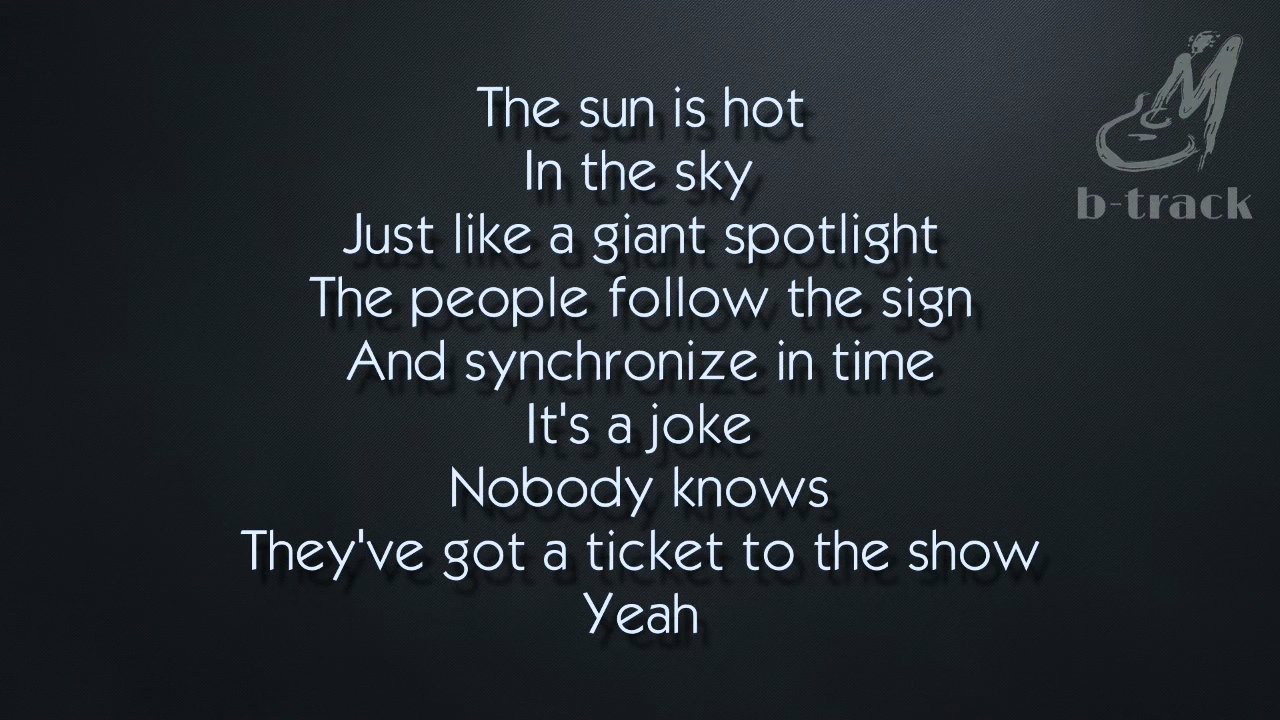 The sun is hot
In the sky
Just like a giant spotlight
The people follow the sign
And synchronize in time
It's a joke
Nobody knows
They've got a ticket to the show
Yeah
M
b-track